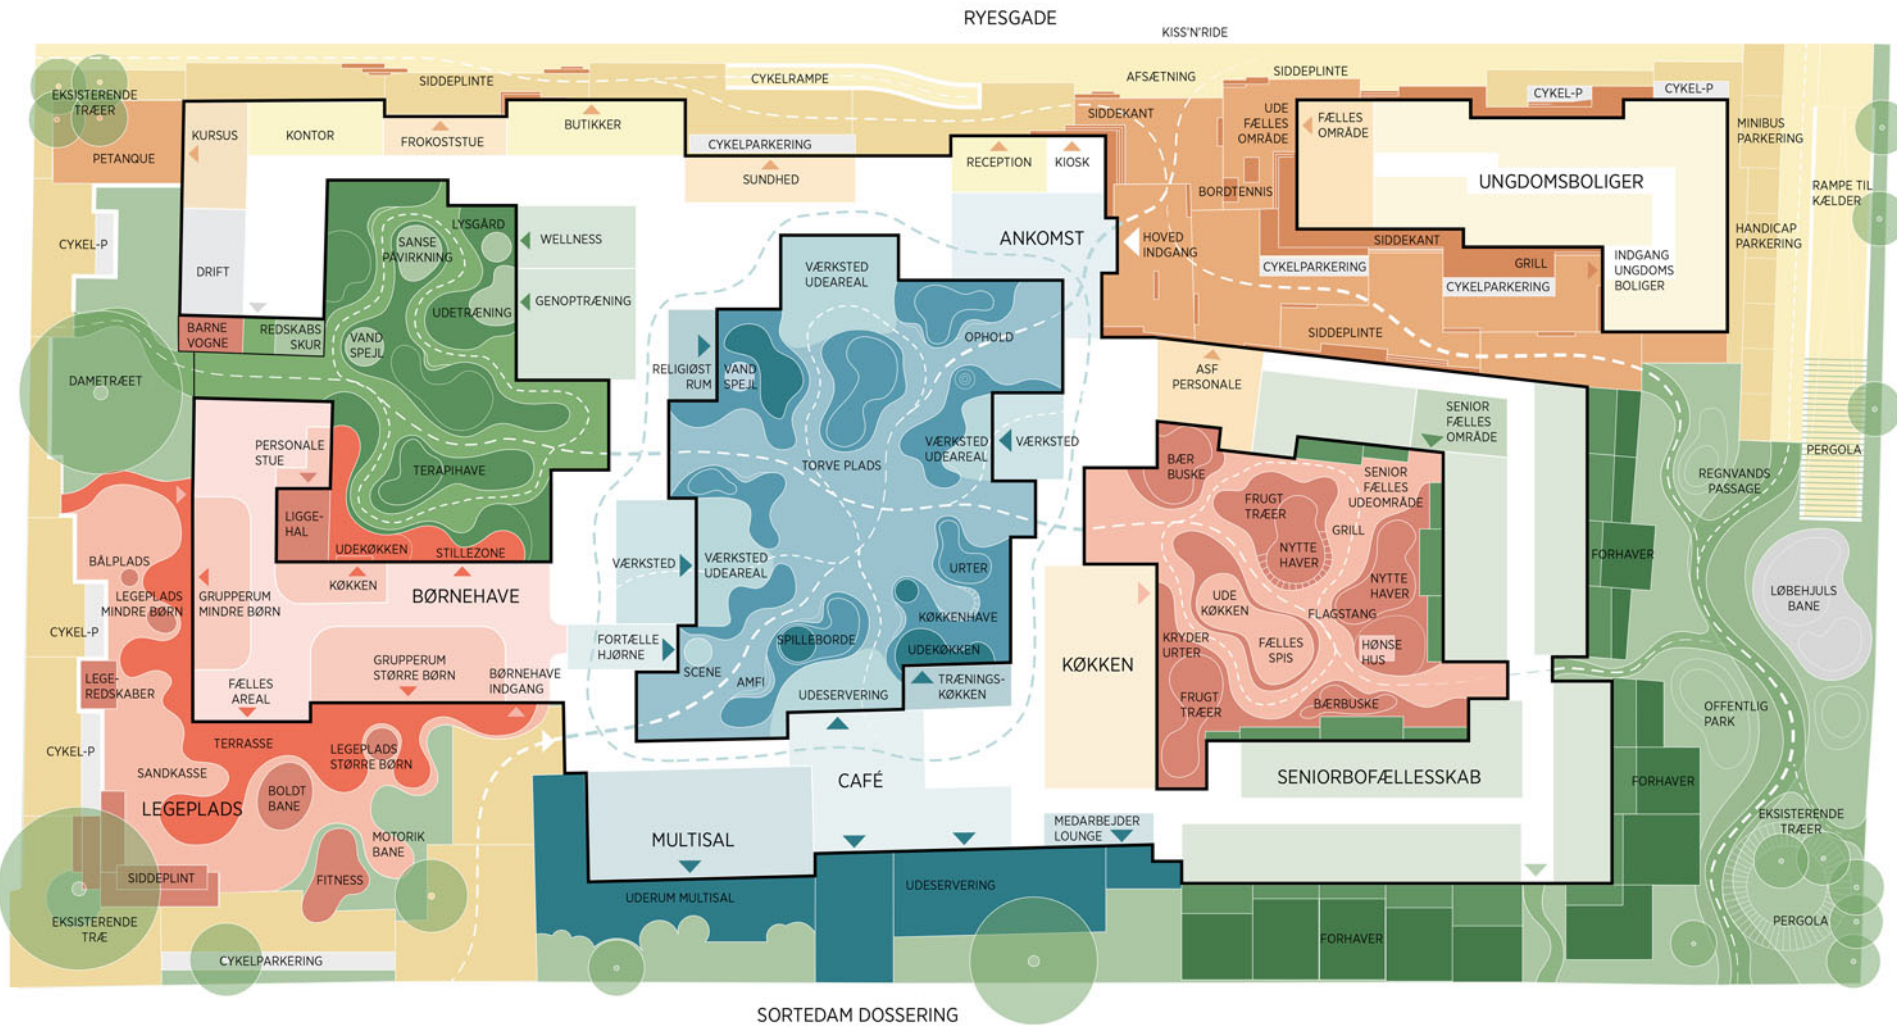 RYESGADE
KISS'N'RIDE
EKSISTERENDE
TRÆER
SIDDEPLINTE
CYKELRAMPE
AFSÆTNING
SIDDEPLINTE
CYKEL-P
CYKEL-P
PETANQUE
KURSUS
KONTOR
FROKOSTSTUE
BUTIKKER
CYKELPARKERING
SUNDHED
RECEPTION
KIOSK
SIDDEKANT
UDE
FÆLLES
OMRÅDE
FÆLLES
OMRÅDE
BORDTENNIS
UNGDOMSBOLIGER
MINIBUS
PARKERING
RAMPE TIL
KÆLDER
HANDICAP
PARKERING
CYKEL-P
DRIFT
SANSE
PÅVIRKNING
LYSGÅRD
WELLNESS
ANKOMST
HOVED
INDGANG
SIDDEKANT
CYKELPARKERING
GRILL
CYKELPARKERING
INDGANG
UNGDOMS
BOLIGER
VÆRKSTED
UDEAREAL
UDETRÆNING
GENOPTRÆNING
BARNE
VOGNE
REDSKABS
SKUR
VAND
SPEJL
OPHOLD
SIDDEPLINTE
DAMETRÆET
RELIGIØST
RUM
VAND
SPEJL
ASF
PERSONALE
SENIOR
FÆLLES
OMRÅDE
PERSONALE
STUE
TERAPIHAVE
TORVE PLADS
VÆRKSTED
UDEAREAL
VÆRKSTED
BÆR
BUSKE
SENIOR
FÆLLES
UDEOMRÅDE
PERGOLA
REGNVANDS
PASSAGE
FRUGT
TRÆER
GRILL
LIGGE-
HAL
UDEKØKKEN
STILLEZONE
NYTTE
HAVER
FORHAVER
BÅLPLADS
KØKKEN
BØRNEHAVE
VÆRKSTED
VÆRKSTED
UDEAREAL
URTER
NYTTE
HAVER
LØBEHJULS
BANE
LEGEPLADS
MINDRE BØRN
GRUPPERUM
MINDRE BØRN
UDE
KØKKEN
FLAGSTANG
KØKKENHAVE
CYKEL-P
FORTÆLLE
HJØRNE
SPILLEBORDE
UDEKØKKEN
KRYDER
URTER
FÆLLES
SPIS
HØNSE
HUS
KØKKEN
GRUPPERUM
STØRRE BØRN
BØRNEHAVE
INDGANG
SCENE
AMFI
UDESERVERING
TRÆNINGS-
KØKKEN
LEGE-
REDSKABER
FÆLLES
AREAL
FRUGT
TRÆER
BÆRBUSKE
OFFENTLIG
PARK
CYKEL-P
TERRASSE
LEGEPLADS
STØRRE BØRN
SANDKASSE
BOLDT
BANE
LEGEPLADS
CAFÉ
SENIORBOFÆLLESSKAB
FORHAVER
MOTORIK
BANE
MULTISAL
MEDARBEJDER
LOUNGE
EKSISTERENDE
TRÆER
SIDDEPLINT
FITNESS
UDERUM MULTISAL
UDESERVERING
EKSISTERENDE
TRÆ
PERGOLA
FORHAVER
CYKELPARKERING
SORTEDAM DOSSERING